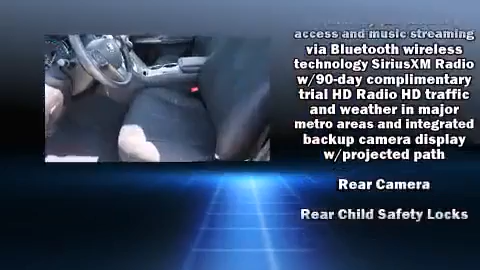 access and music streaming
via Bluetooth wireless
technology SiriusXM Radio
w/90-day complimentary
trial HD Radio HD traffic
and weather in major
metro areas and integrated
backup camera display
w/projected path
Rear Camera
Rear Child Safety Locks